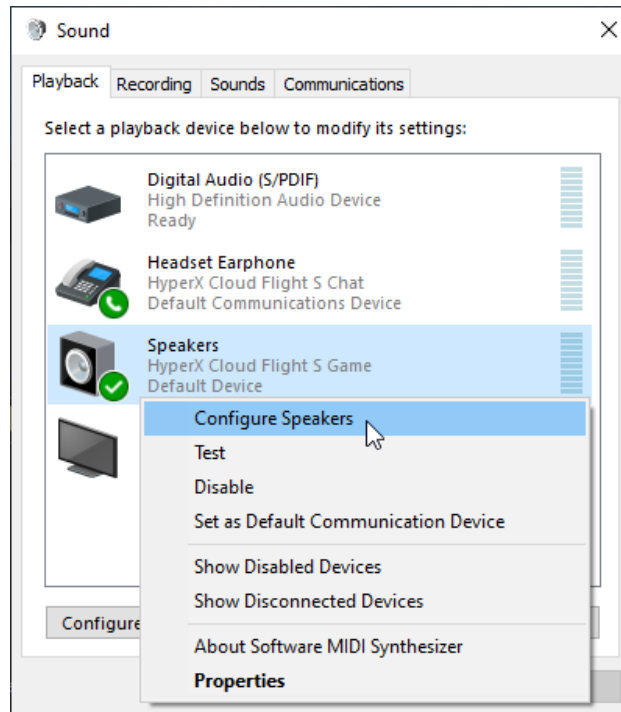 Sound
Playback Recording Sounds Communications
Select a playback device below to modify its settings:
Digital Audio (S/PDIF)
High Definition Audio Device
Ready
Headset Earphone
HyperX Cloud Flight S Chat
Default Communications Device
Speakers
HyperX Cloud Flight S Game
Default Device
Configure Speakers
Test
Disable
Set as Default Communication Device
Show Disabled Devices
Show Disconnected Devices
Configure
About Software MIDI Synthesizer
Properties